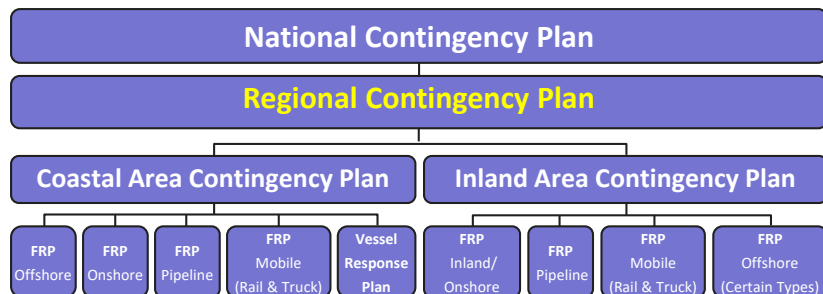 National Contingency Plan
Regional Contingency Plan
Coastal Area Contingency Plan
Inland Area Contingency Plan
FRP
Offshore
FRP
Onshore
FRP
Pipeline
FRP
Mobile
(Rail & Truck)
Vessel
Response
Plan
FRP
Inland/
Onshore
FRP
Pipeline
FRP
Mobile
(Rail & Truck)
FRP
Offshore
(Certain Types)